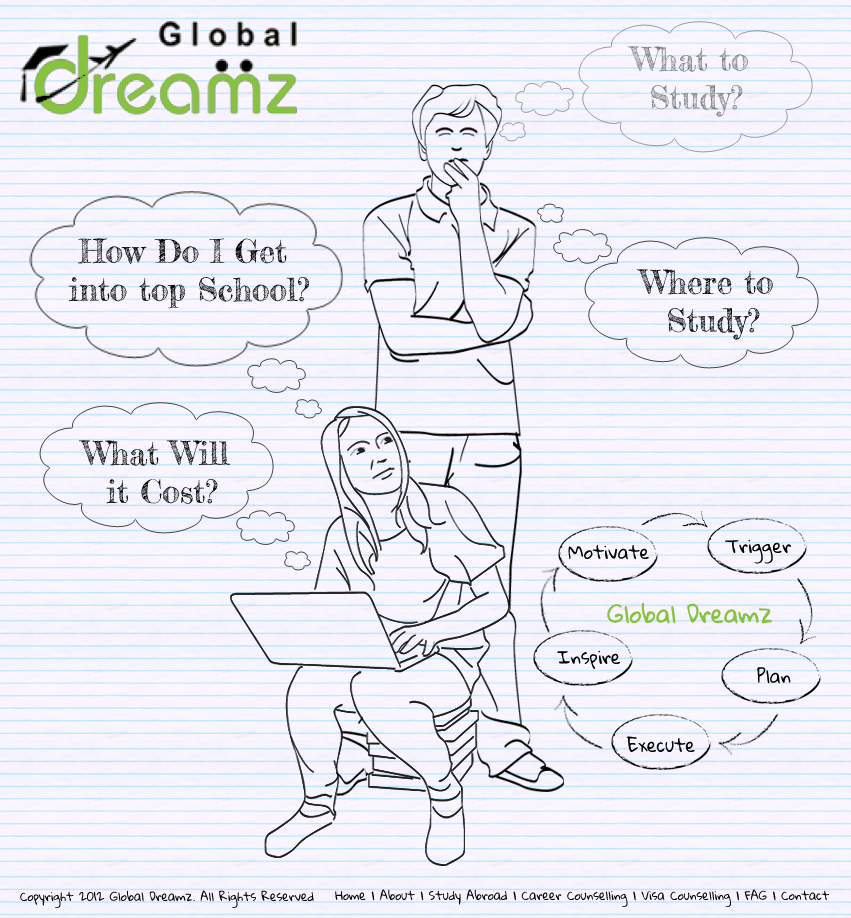 Global
dreamz
What to
Study?
How Do I Get
into top School?
Where to
Study?
What Will
it Cost?
Motivate
Trigger
Global Dreamz
Inspire
Plan
Execute
Copyright 2012 Global Dreamz. All Rights Reserved
Home | About | Study Abroad | Career Counselling | Visa Counselling | FAG | Contact